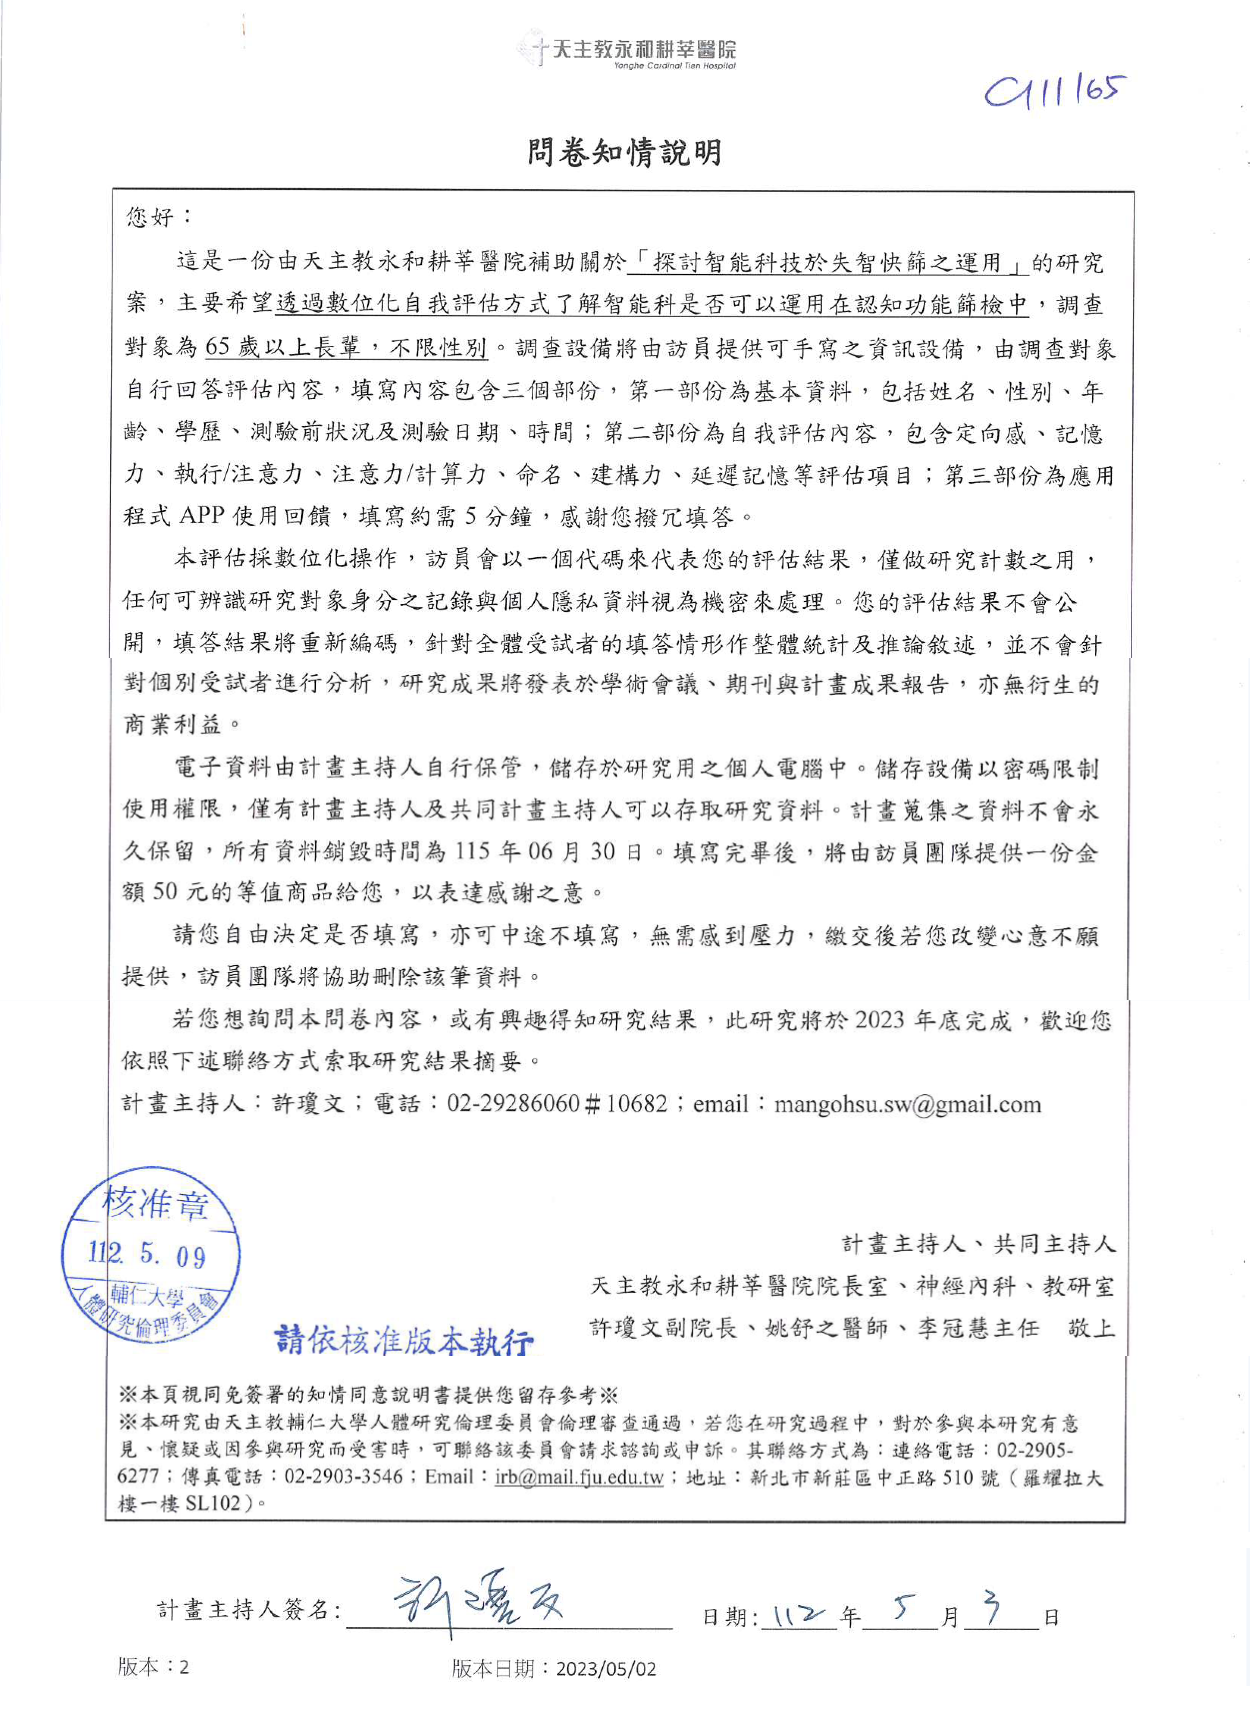 天主教永和耕莘醫院
Yonghe Cardinal Tien Hospital
C111165
問卷知情說明
您好：
這是一份由天主教永和耕莘醫院補助關於「探討智能科技於失智快篩之運用」的研究
案，主要希望透過數位化自我評估方式了解智能科是否可以運用在認知功能篩檢中，調查
對象為 65 歲以上長輩，不限性別。調查設備將由訪員提供可手寫之資訊設備，由調查對象
自行回答評估內容，填寫內容包含三個部份，第一部份為基本資料，包括姓名、性別、年
齡、學歷、測驗前狀況及測驗日期、時間；第二部份為自我評估內容，包含定向感、記憶
力、執行/注意力、注意力/計算力、命名、建構力、延遲記憶等評估項目；第三部份為應用
程式 APP 使用回饋，填寫約需 5 分鐘，感謝您撥冗填答。
本評估採數位化操作，訪員會以一個代碼來代表您的評估結果，僅做研究計數之用，
任何可辨識研究對象身分之記錄與個人隱私資料視為機密來處理。您的評估結果不會公
開，填答結果將重新編碼，針對全體受試者的填答情形作整體統計及推論敘述，並不會針
對個別受試者進行分析，研究成果將發表於學術會議、期刊與計畫成果報告，亦無衍生的
商業利益。
電子資料由計畫主持人自行保管，儲存於研究用之個人電腦中。儲存設備以密碼限制
使用權限，僅有計畫主持人及共同計畫主持人可以存取研究資料。計畫蒐集之資料不會永
久保留，所有資料銷毀時間為 115 年 06 月 30 日。填寫完畢後，將由訪員團隊提供一份金
額 50 元的等值商品給您，以表達感謝之意。
請您自由決定是否填寫，亦可中途不填寫，無需感到壓力，繳交後若您改變心意不願
提供，訪員團隊將協助刪除該筆資料。
若您想詢問本問卷內容，或有興趣得知研究結果，此研究將於 2023 年底完成，歡迎您
依照下述聯絡方式索取研究結果摘要。
計畫主持人：許瓊文；電話：02-29286060＃10682；email：mangohsu.sw@gmail.com
核准章
112. 5. 09
輔仁大學
人體研究倫理委員會
請依核准版本執行
計畫主持人、共同主持人
天主教永和耕莘醫院院長室、神經內科、教研室
許瓊文副院長、姚舒之醫師、李冠慧主任　敬上
※本頁視同免簽署的知情同意說明書提供您留存參考※
※本研究由天主教輔仁大學人體研究倫理委員會倫理審查通過，若您在研究過程中，對於參與本研究有意
見、懷疑或因參與研究而受害時，可聯絡該委員會請求諮詢或申訴。其聯絡方式為：連絡電話：02-2905-
6277；傳真電話：02-2903-3546；Email：irb@mail.fju.edu.tw；地址：新北市新莊區中正路 510 號（羅耀拉大
樓一樓 SL102）。
計畫主持人簽名: 許瓊文 日期: 112 年 5 月 3 日
版本：2 版本日期：2023/05/02